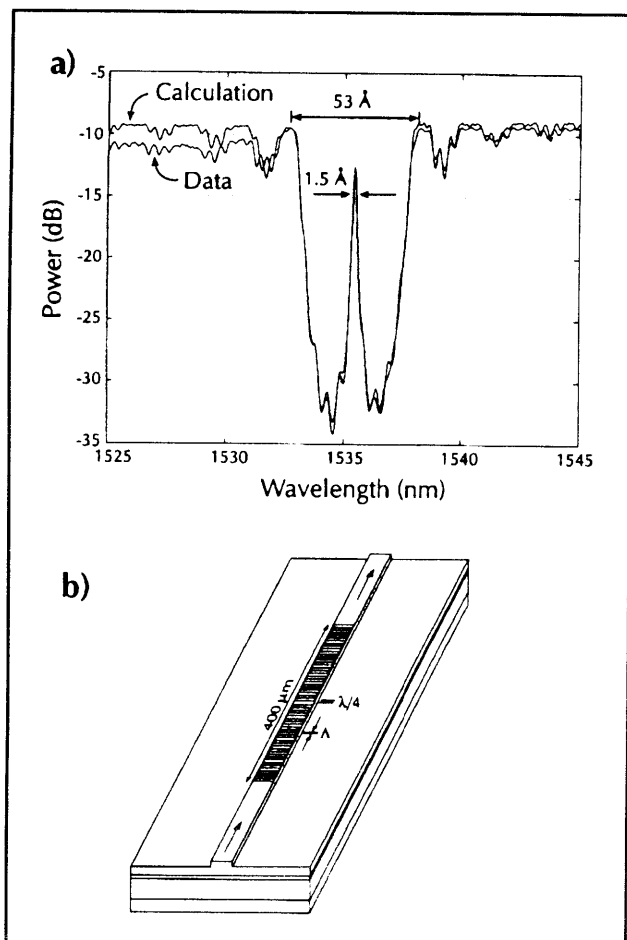 a)
-5
53 Å
Calculation
-10
Data
1.5 Å
-15
-20
-25
-30
-35
Power (dB)
1525
1530
1535
1540
1545
Wavelength (nm)
b)
400 µm
λ/4
Λ